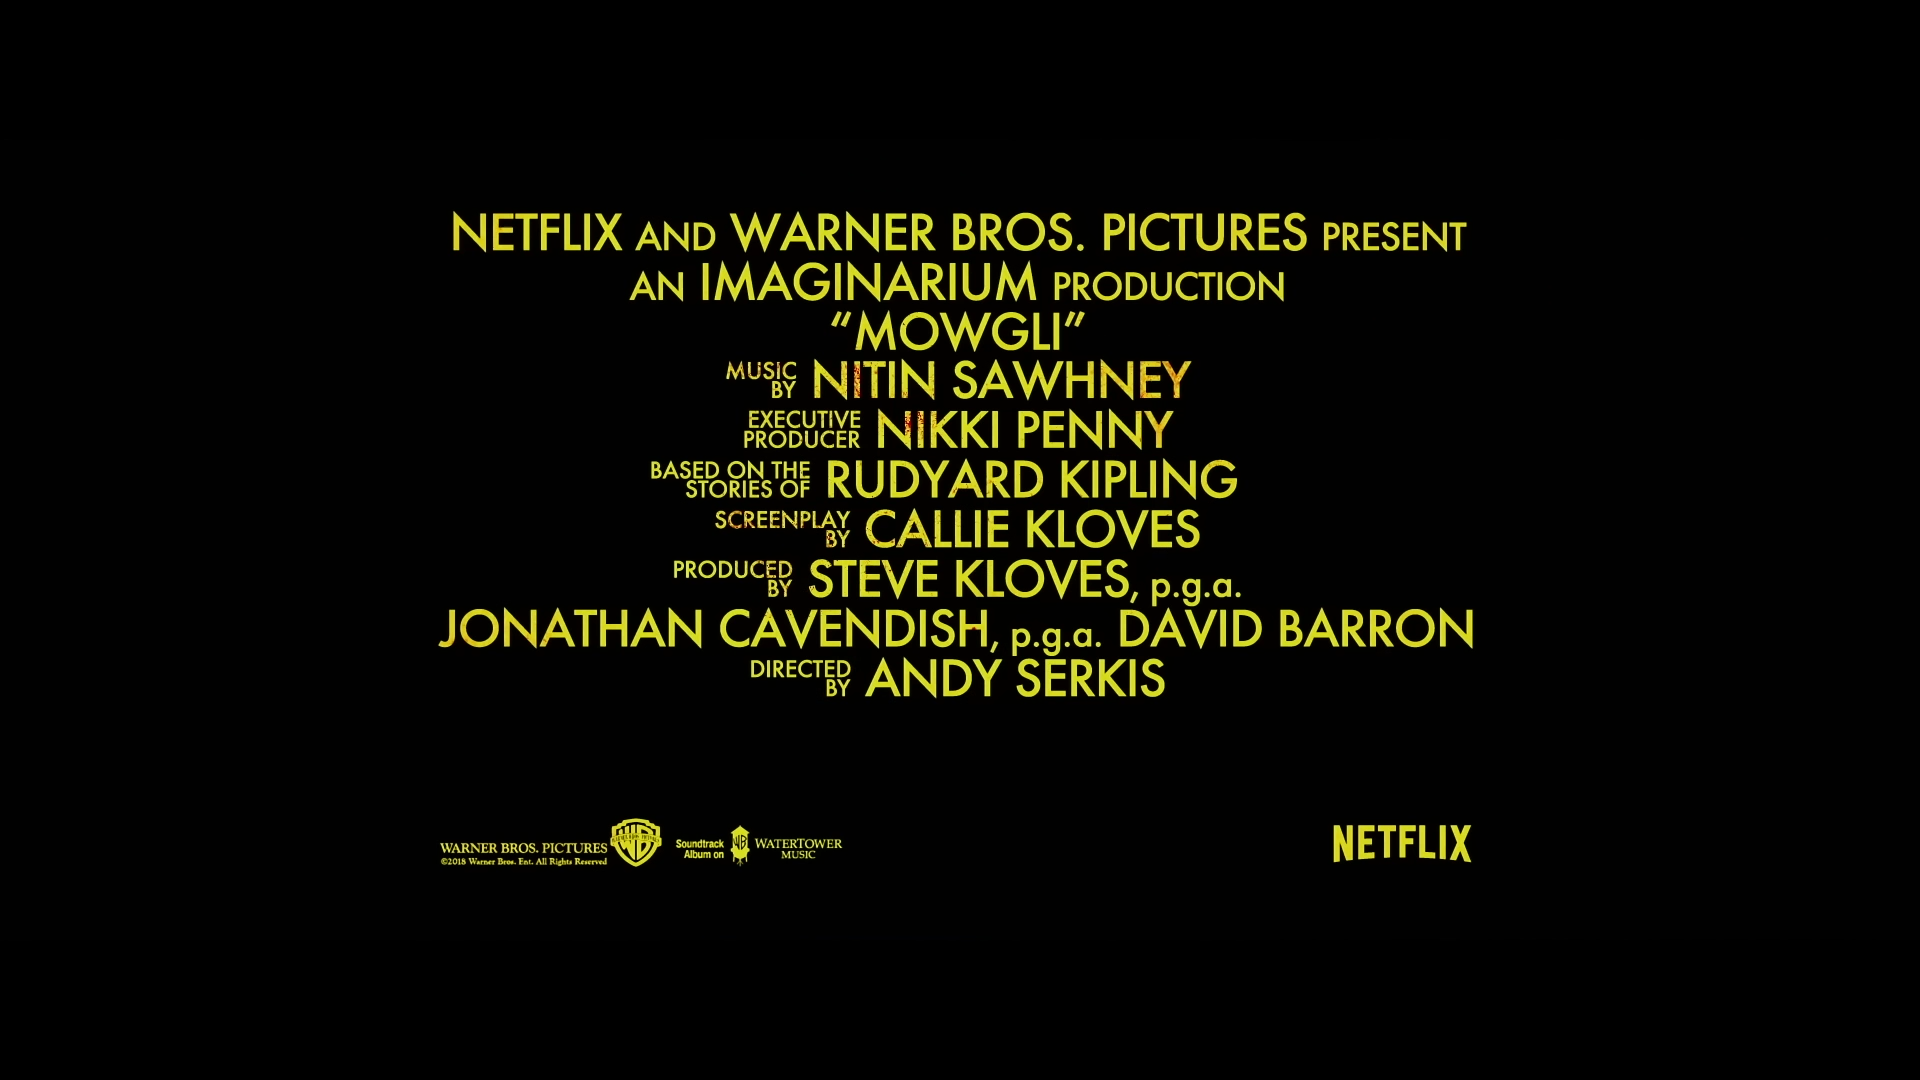 NETFLIX AND WARNER BROS. PICTURES PRESENT
AN IMAGINARIUM PRODUCTION
“MOWGLI”
MUSIC BY NITIN SAWHNEY
EXECUTIVE PRODUCER NIKKI PENNY
BASED ON THE STORIES OF RUDYARD KIPLING
SCREENPLAY BY CALLIE KLOVES
PRODUCED BY STEVE KLOVES, p.g.a.
JONATHAN CAVENDISH, p.g.a. DAVID BARRON
DIRECTED BY ANDY SERKIS
WARNER BROS. PICTURES
©2018 Warner Bros. Ent. All Rights Reserved
Soundtrack Album on
WATERTOWER MUSIC
NETFLIX